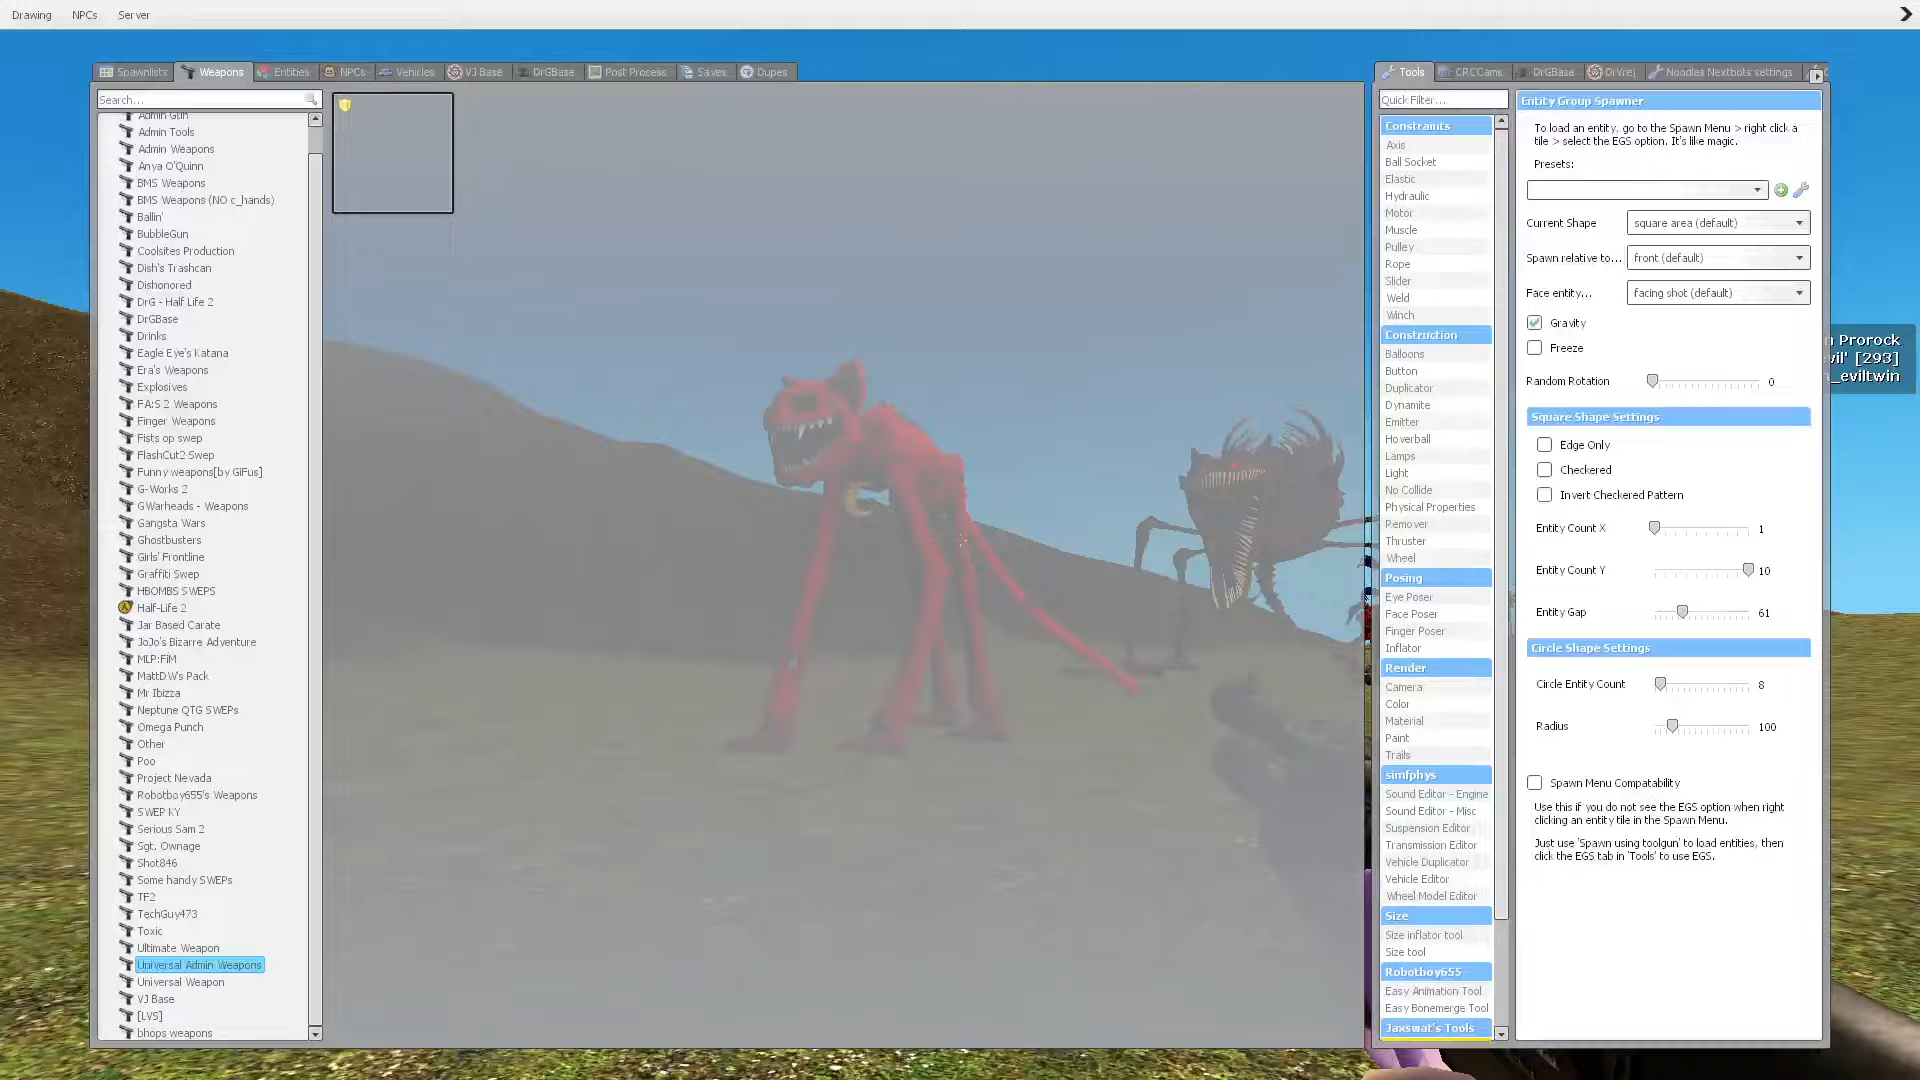 Drawing NPCs Server
Spawnlists Weapons Entities NPCs Vehicles VJ Base DrGBase Post Process Saves Dupes
Search...
Admin Gun
Admin Tools
Admin Weapons
Anya O'Quinn
BMS Weapons
BMS Weapons (NO c_hands)
Ballin'
BubbleGun
Coolsites Production
Dish's Trashcan
Dishonored
DrG - Half Life 2
DrGBase
Drinks
Eagle Eye's Katana
Era's Weapons
Explosives
FA:S 2 Weapons
Finger Weapons
Fists op swep
FlashCut2 Swep
Funny weapons[by GIFus]
G-Works 2
GWarheads - Weapons
Gangsta Wars
Ghostbusters
Girls' Frontline
Graffiti Swep
HBOMBS SWEPS
Half-Life 2
Jar Based Carate
JoJo's Bizarre Adventure
MLP:FiM
MattDW's Pack
Mr Ibizza
Neptune QTG SWEPs
Omega Punch
Other
Poo
Project Nevada
Robotboy655's Weapons
SWEP KY
Serious Sam 2
Sgt. Ownage
Shot846
Some handy SWEPs
TF2
TechGuy473
Toxic
Ultimate Weapon
Universal Admin Weapons
Universal Weapon
VJ Base
[LVS]
bhops weapons
Tools CRCCams DrGBase DiVrej Noodles Nextbots settings
Quick Filter...
Constraints
Axis
Ball Socket
Elastic
Hydraulic
Motor
Muscle
Pulley
Rope
Slider
Weld
Winch
Construction
Balloons
Button
Duplicator
Dynamite
Emitter
Hoverball
Lamps
Light
No Collide
Physical Properties
Remover
Thruster
Wheel
Posing
Eye Poser
Face Poser
Finger Poser
Inflator
Render
Camera
Color
Material
Paint
Trails
simfphys
Sound Editor - Engine
Sound Editor - Misc
Suspension Editor
Transmission Editor
Vehicle Duplicator
Vehicle Editor
Wheel Model Editor
Size
Size inflator tool
Size tool
Robotboy655
Easy Animation Tool
Easy Bonemerge Tool
Jaxswat's Tools
Entity Group Spawner
To load an entity, go to the Spawn Menu > right click a
tile > select the EGS option. It's like magic.
Presets:
Current Shape square area (default)
Spawn relative to... front (default)
Face entity... facing shot (default)
Gravity
Freeze
Random Rotation 0
Square Shape Settings
Edge Only
Checkered
Invert Checkered Pattern
Entity Count X 1
Entity Count Y 10
Entity Gap 61
Circle Shape Settings
Circle Entity Count 8
Radius 100
Spawn Menu Compatability
Use this if you do not see the EGS option when right
clicking an entity tile in the Spawn Menu.
Just use 'Spawn using toolgun' to load entities, then
click the EGS tab in 'Tools' to use EGS.
n Prorock
vil' [293]
_eviltwin